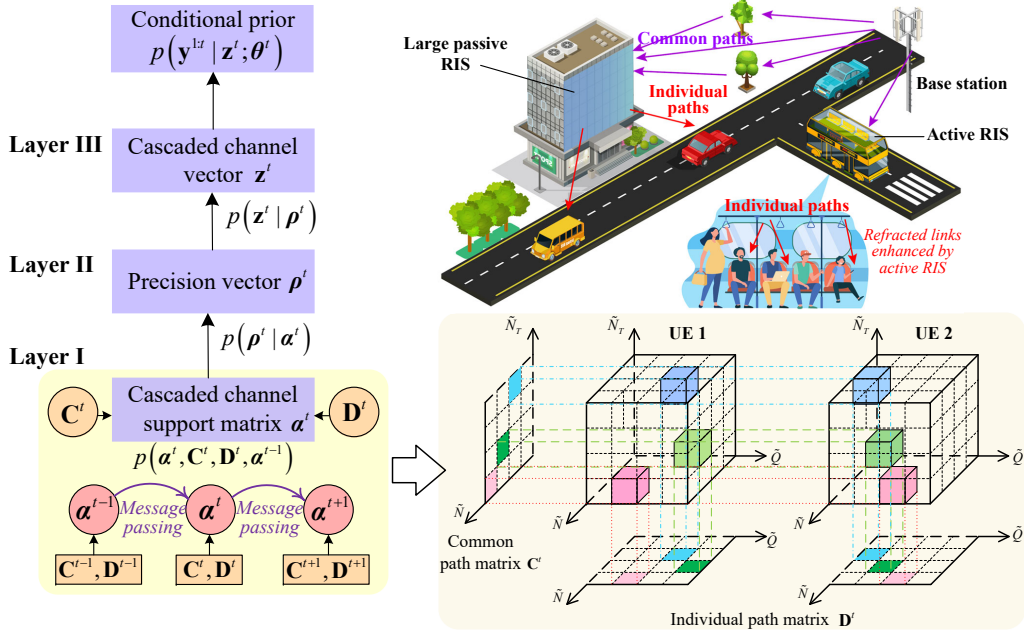 Conditional prior
p(y^{1:t} | z^t; θ^t)
Layer III
Cascaded channel
vector z^t
p(z^t | ρ^t)
Layer II
Precision vector ρ^t
p(ρ^t | α^t)
Layer I
C^t
Cascaded channel
support matrix α^t
D^t
p(α^t, C^t, D^t, α^{t-1})
α^{t-1}
Message
passing
α^t
Message
passing
α^{t+1}
C^{t-1}, D^{t-1}
C^t, D^t
C^{t+1}, D^{t+1}
Large passive
RIS
Common paths
Individual
paths
Base station
Active RIS
Individual paths
Refracted links
enhanced by
active RIS
Ñ_T
Ñ_T
UE 1
Ñ_T
UE 2
Q̃
Q̃
Ñ
Ñ
Ñ
Common
path matrix C^t
Q̃
Q̃
Ñ
Ñ
Individual path matrix D^t